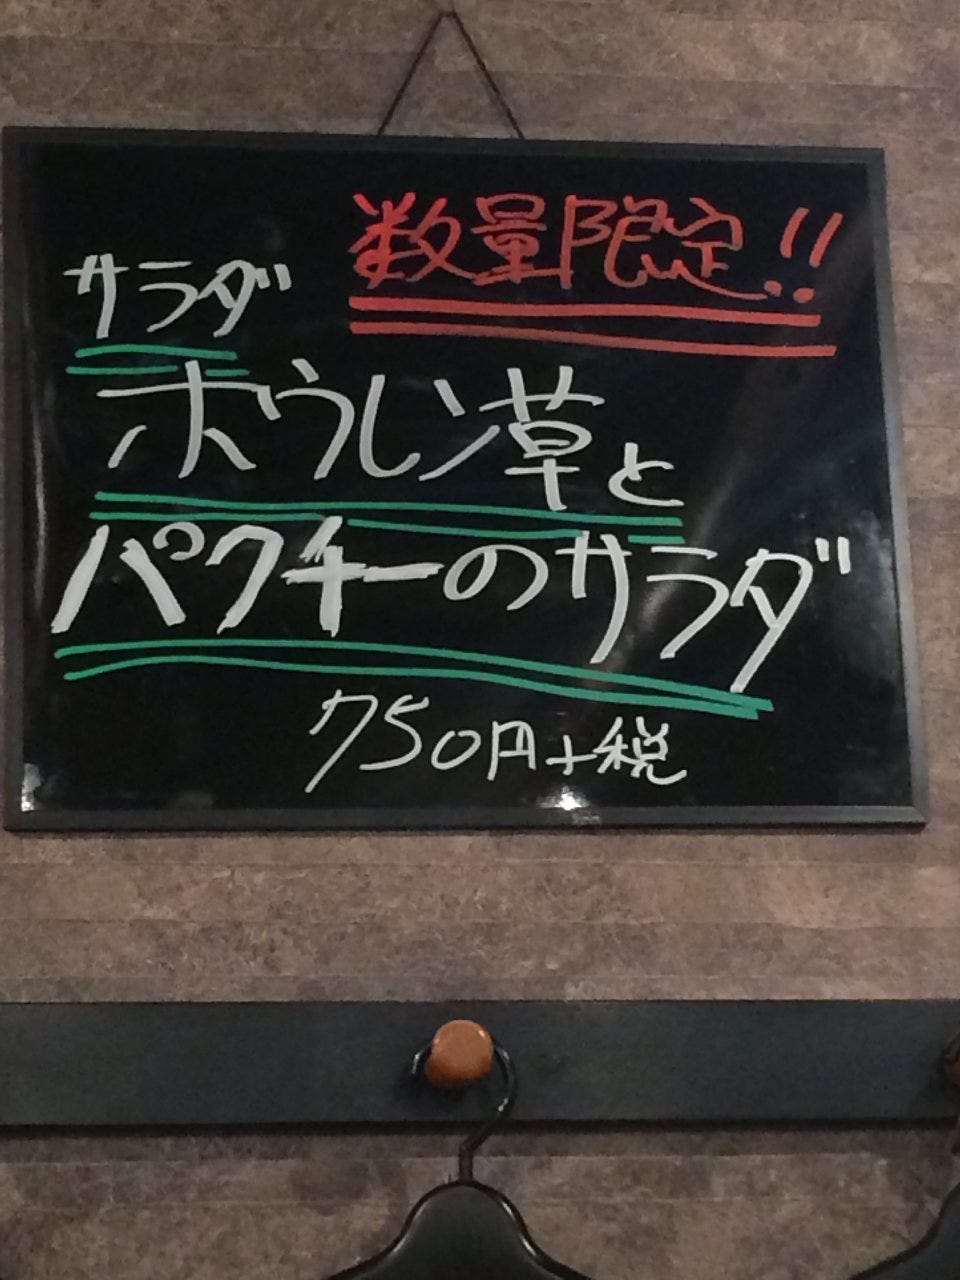 数量限定!!
サラダ
ホウレン草と
パクチーのサラダ
750円+税